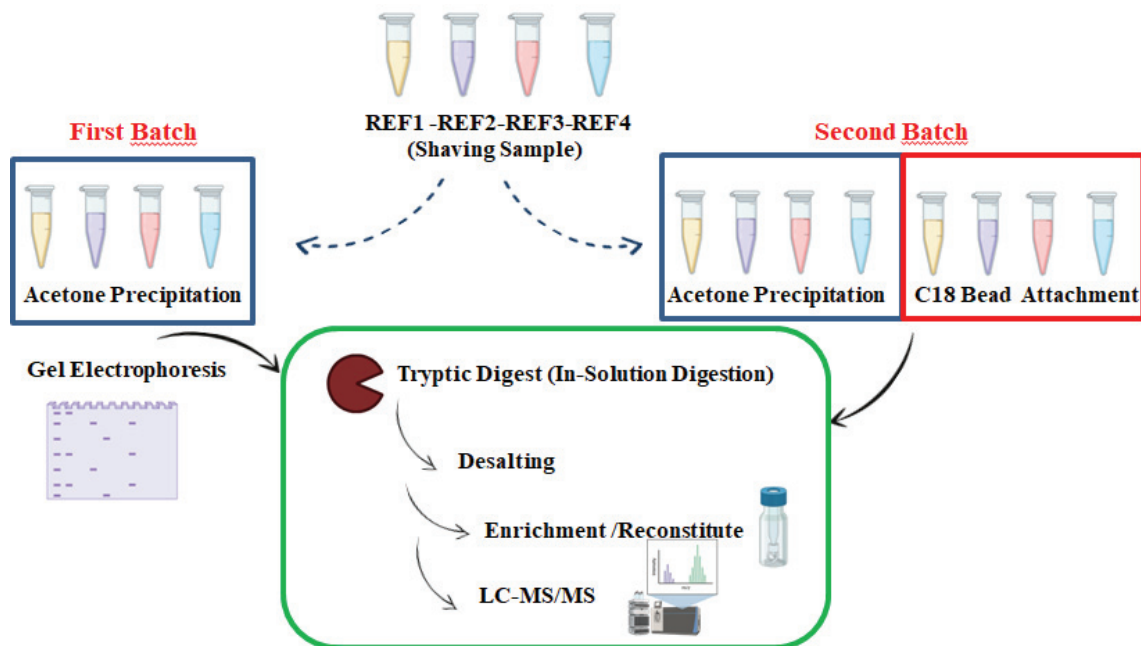 REF1 -REF2-REF3-REF4
(Shaving Sample)
First Batch
Acetone Precipitation
Second Batch
Acetone Precipitation
C18 Bead Attachment
Gel Electrophoresis
Tryptic Digest (In-Solution Digestion)
Desalting
Enrichment /Reconstitute
LC-MS/MS